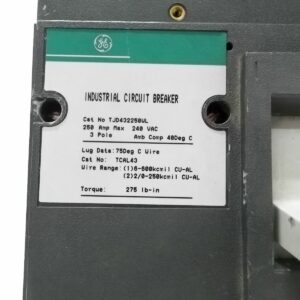 GE
INDUSTRIAL CIRCUIT BREAKER
Cat No TJD432250WL
250 Amp Max 240 VAC
3 Pole Amb Comp 40Deg C
Lug Data: 75Deg C Wire
Cat No: TCAL43
Wire Range: (1)6-600kcmil CU-AL
(2)2/0-250kcmil CU-AL
Torque: 275 lb-in